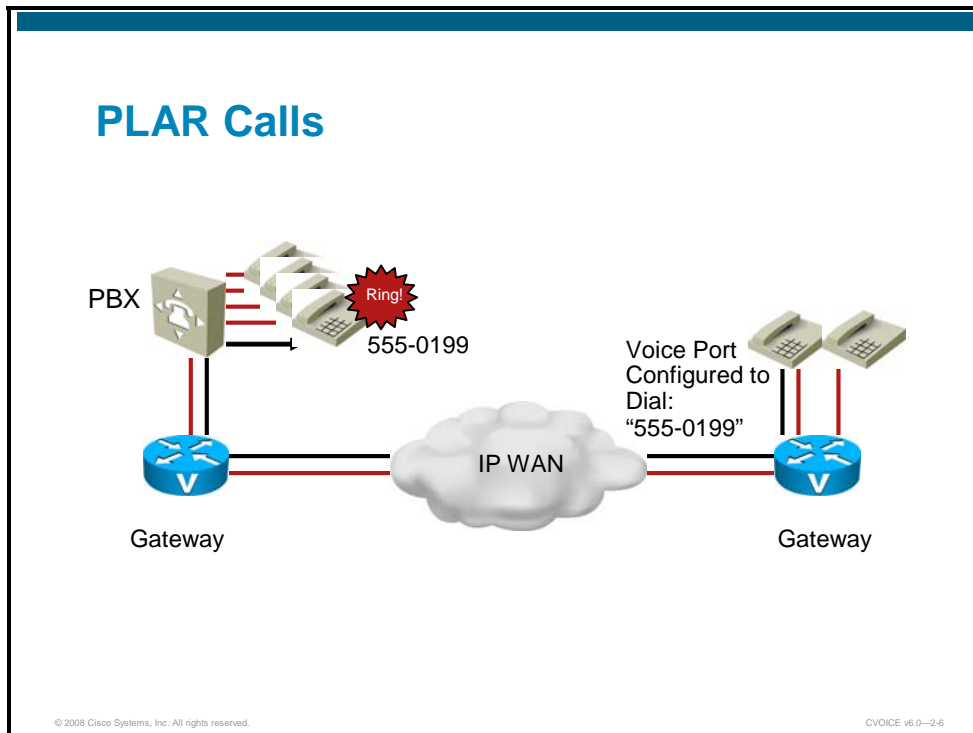 PLAR Calls
PBX
Ring!
555-0199
Voice Port
Configured to
Dial:
“555-0199”
V
IP WAN
V
Gateway
Gateway
© 2008 Cisco Systems, Inc. All rights reserved.
CVOICE v6.0—2-6